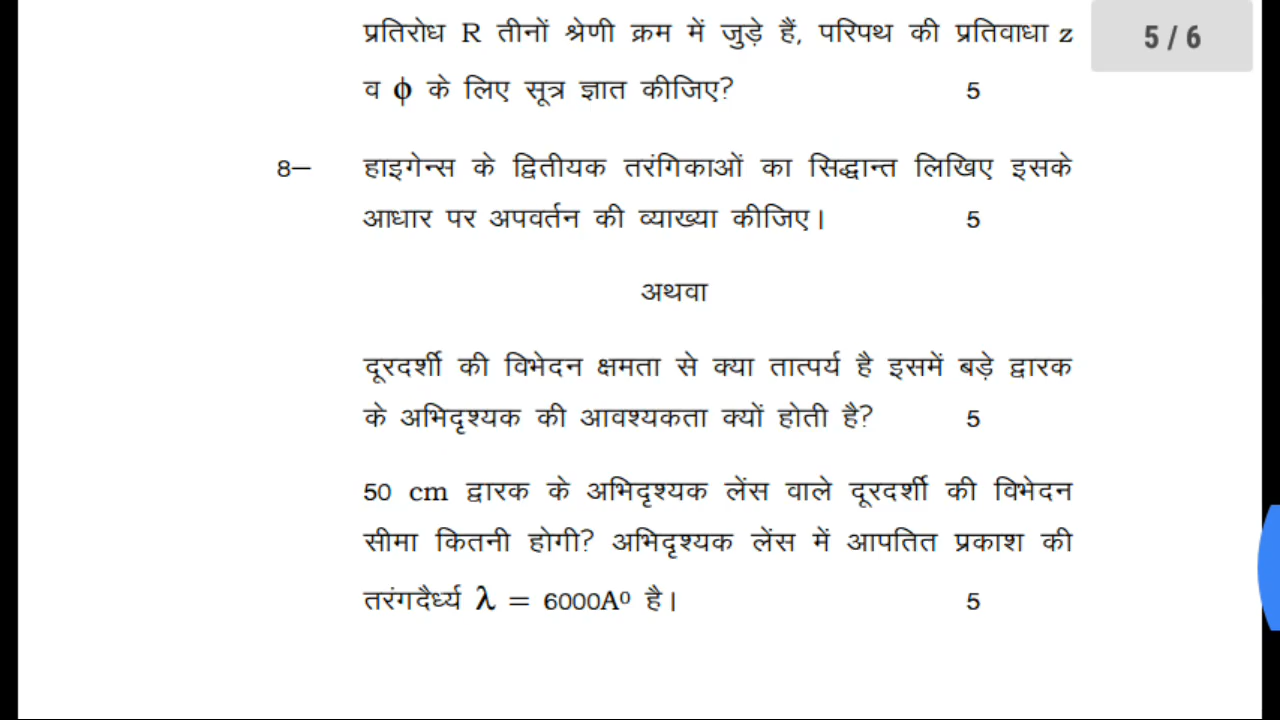 प्रतिरोध R तीनों श्रेणी क्रम में जुड़े हैं, परिपथ की प्रतिवाधा z
5 / 6
व ϕ के लिए सूत्र ज्ञात कीजिए? 5
8– हाइगेन्स के द्वितीयक तरंगिकाओं का सिद्धान्त लिखिए इसके
आधार पर अपवर्तन की व्याख्या कीजिए। 5
अथवा
दूरदर्शी की विभेदन क्षमता से क्या तात्पर्य है इसमें बड़े द्वारक
के अभिदृश्यक की आवश्यकता क्यों होती है? 5
50 cm द्वारक के अभिदृश्यक लेंस वाले दूरदर्शी की विभेदन
सीमा कितनी होगी? अभिदृश्यक लेंस में आपतित प्रकाश की
तरंगदैर्ध्य λ = 6000A⁰ है। 5